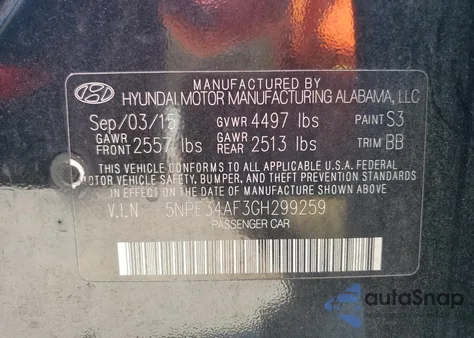 MANUFACTURED BY
HYUNDAI MOTOR MANUFACTURING ALABAMA, LLC
Sep/03/15 GVWR 4497 lbs PAINT S3
GAWR FRONT 2557 lbs GAWR REAR 2513 lbs TRIM BB
THIS VEHICLE CONFORMS TO ALL APPLICABLE U.S.A. FEDERAL
MOTOR VEHICLE SAFETY, BUMPER, AND THEFT PREVENTION
STANDARDS IN EFFECT ON THE DATE OF MANUFACTURE SHOWN ABOVE.
V.I.N 5NPE34AF3GH299259
PASSENGER CAR
autoSnap